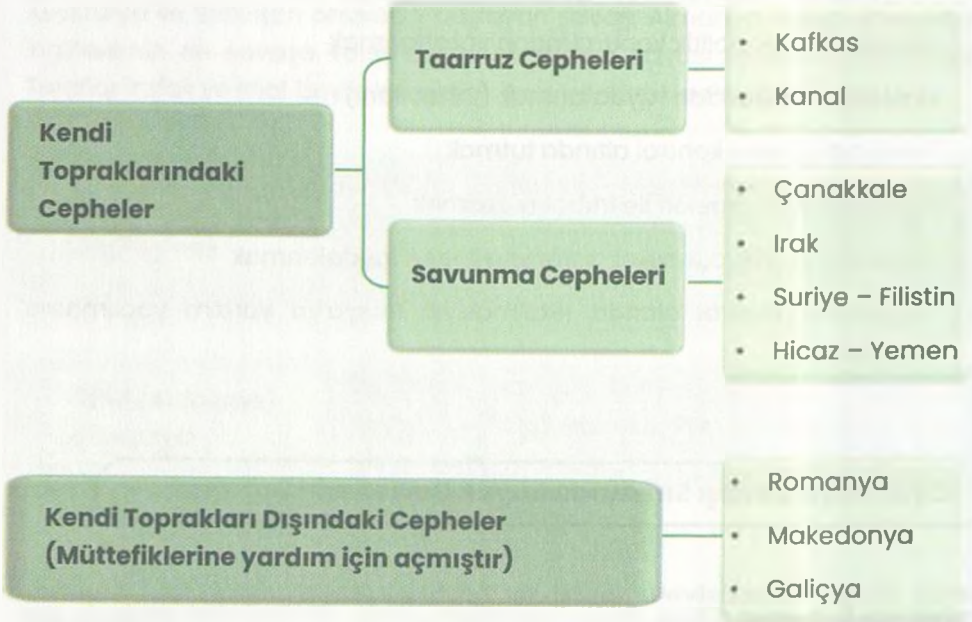 Kendi
Topraklarındaki
Cepheler
Taarruz Cepheleri
• Kafkas
• Kanal
Savunma Cepheleri
• Çanakkale
• Irak
• Suriye – Filistin
• Hicaz – Yemen
Kendi Toprakları Dışındaki Cepheler
(Müttefiklerine yardım için açmıştır)
• Romanya
• Makedonya
• Galiçya